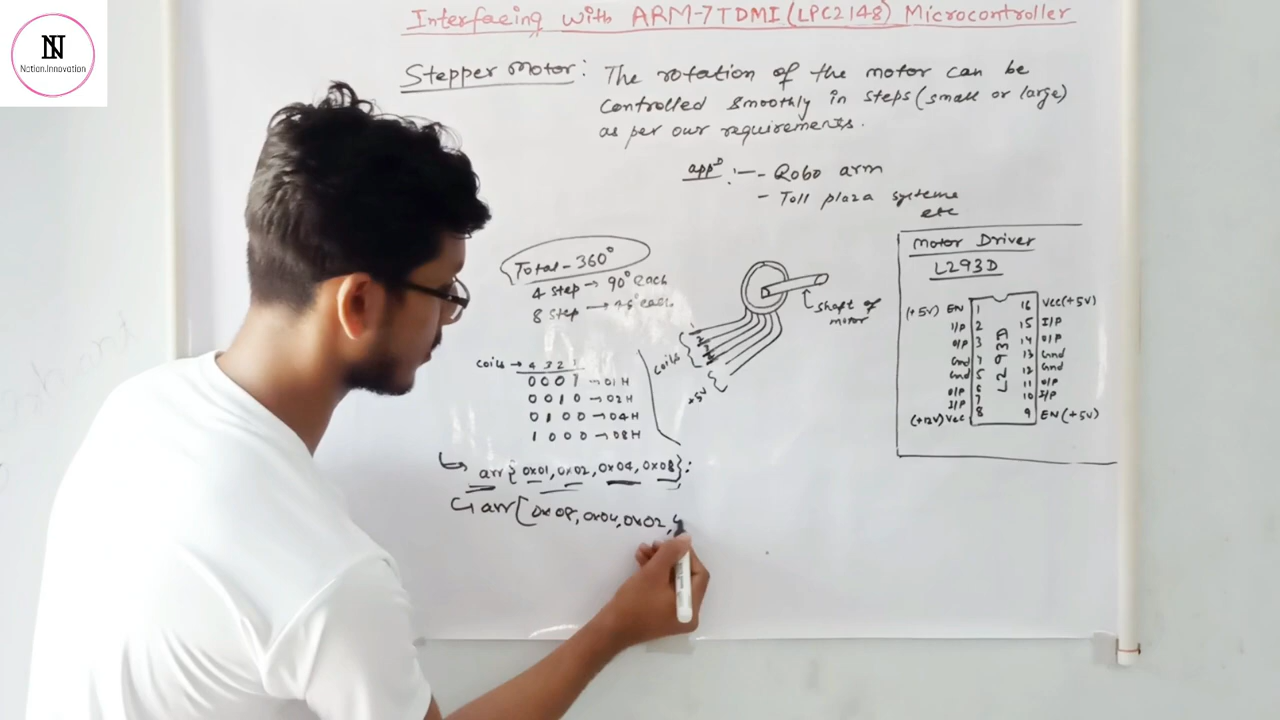 N
Nation.Innovation
Interfacing with ARM-7TDMI (LPC2148) Microcontroller
Stepper Motor: The rotation of the motor can be
controlled smoothly in steps (small or large)
as per our requirements.
appn :- - Robo arm
- Toll plaza systems
etc
Total - 360°
4 step → 90° each
8 step → 45° each
shaft of
motor
coils
+5V
coils → 4 3 2 1
0 0 0 1 → 01H
0 0 1 0 → 02H
0 1 0 0 → 04H
1 0 0 0 → 08H
arr{0x01, 0x02, 0x04, 0x08};
arr[0x08, 0x04, 0x02,
Motor Driver
L293D
(+5V) EN 1 16 Vcc(+5V)
I/P 2 15 I/P
O/P 3 14 O/P
Gnd 4 13 Gnd
Gnd 5 12 Gnd
O/P 6 11 O/P
I/P 7 10 I/P
(+12V) Vcc 8 9 EN (+5V)
L293D